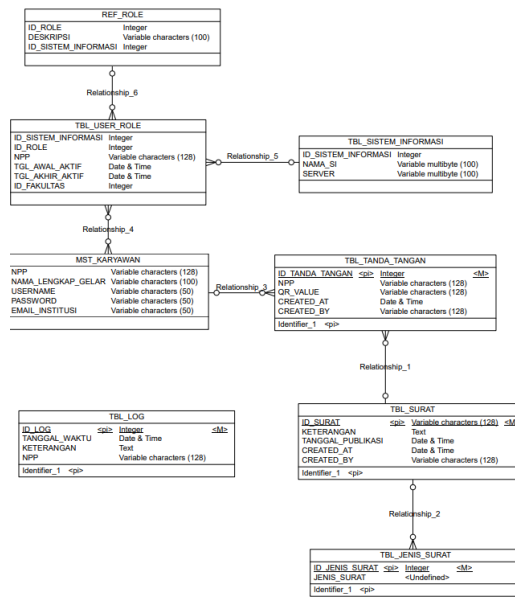 REF_ROLE
ID_ROLE Integer
DESKRIPSI Variable characters (100)
ID_SISTEM_INFORMASI Integer
Relationship_6
TBL_USER_ROLE
ID_SISTEM_INFORMASI Integer
ID_ROLE Integer
NPP Variable characters (128)
TGL_AWAL_AKTIF Date & Time
TGL_AKHIR_AKTIF Date & Time
ID_FAKULTAS Integer
Relationship_5
TBL_SISTEM_INFORMASI
ID_SISTEM_INFORMASI Integer
NAMA_SI Variable multibyte (100)
SERVER Variable multibyte (100)
Relationship_4
MST_KARYAWAN
NPP Variable characters (128)
NAMA_LENGKAP_GELAR Variable characters (100)
USERNAME Variable characters (50)
PASSWORD Variable characters (50)
EMAIL_INSTITUSI Variable characters (50)
Relationship_3
TBL_TANDA_TANGAN
ID_TANDA_TANGAN <pi> Integer <M>
NPP Variable characters (128)
QR_VALUE Variable characters (128)
CREATED_AT Date & Time
CREATED_BY Variable characters (128)
Identifier_1 <pi>
Relationship_1
TBL_LOG
ID_LOG <pi> Integer <M>
TANGGAL_WAKTU Date & Time
KETERANGAN Text
NPP Variable characters (128)
Identifier_1 <pi>
TBL_SURAT
ID_SURAT <pi> Variable characters (128) <M
KETERANGAN Text
TANGGAL_PUBLIKASI Date & Time
CREATED_AT Date & Time
CREATED_BY Variable characters (128)
Identifier_1 <pi>
Relationship_2
TBL_JENIS_SURAT
ID_JENIS_SURAT <pi> Integer <M>
JENIS_SURAT <Undefined>
Identifier_1 <pi>